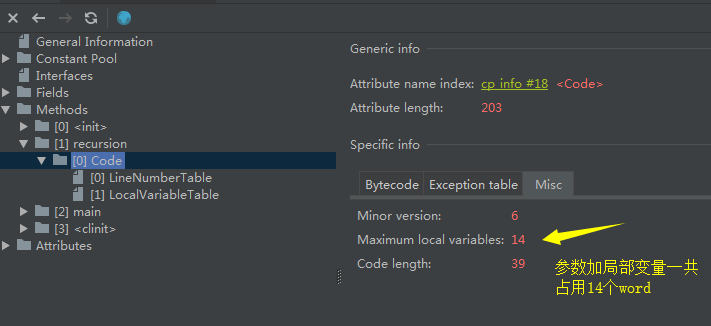 General Information
Constant Pool
Interfaces
Fields
Methods
[0] <init>
[1] recursion
[0] Code
[0] LineNumberTable
[1] LocalVariableTable
[2] main
[3] <clinit>
Attributes
Generic info
Attribute name index: cp info #18 <Code>
Attribute length: 203
Specific info
Bytecode Exception table Misc
Minor version: 6
Maximum local variables: 14
Code length: 39
参数加局部变量一共
占用14个word